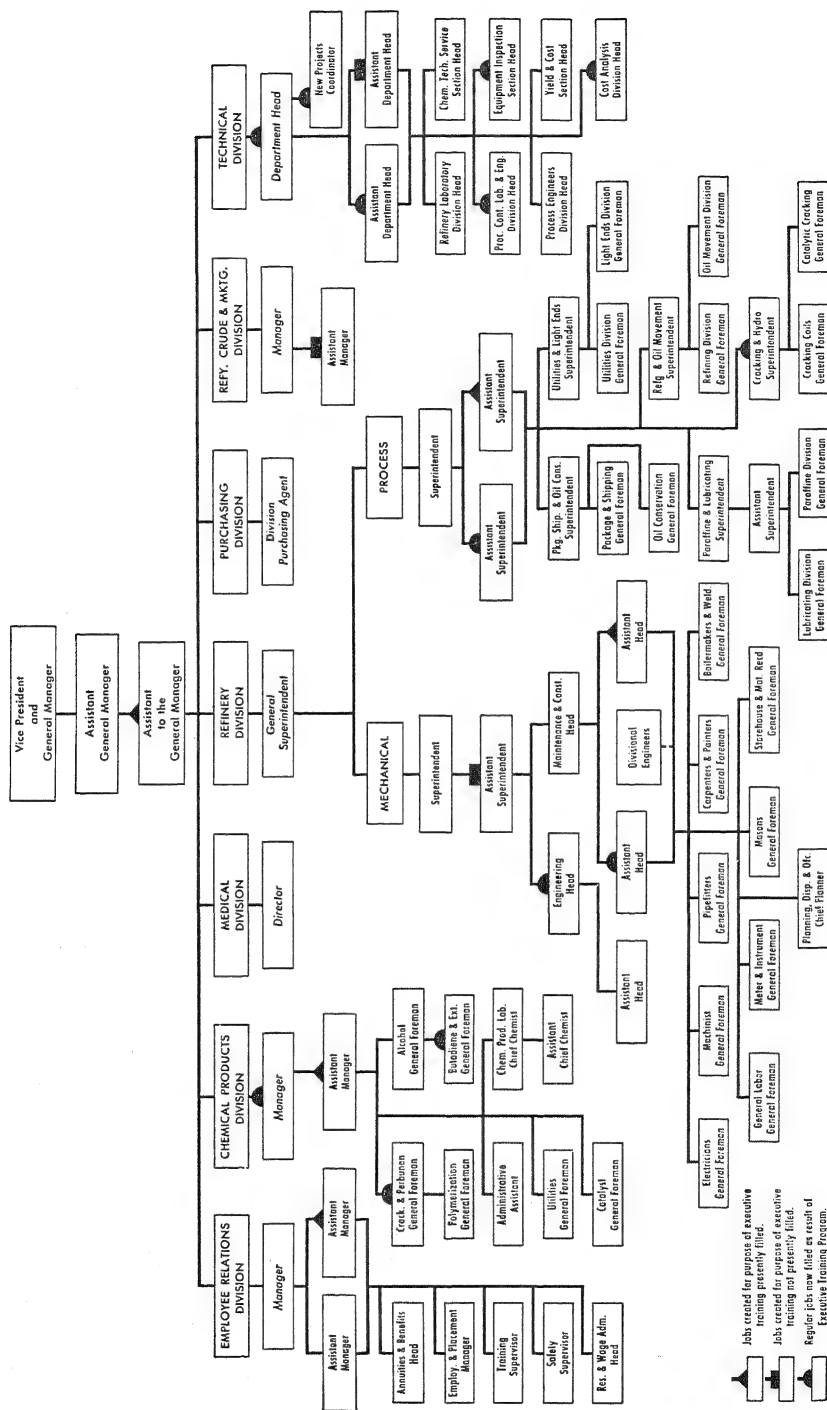 Vice President
and
General Manager
Assistant
General Manager
Assistant
to the
General Manager
EMPLOYEE RELATIONS
DIVISION
Manager
Assistant
Manager
Assistant
Manager
Annuities & Benefits
Head
Employ. & Placement
Manager
Training
Supervisor
Safety
Supervisor
Res. & Wage Adm.
Head
CHEMICAL PRODUCTS
DIVISION
Manager
Assistant
Manager
Crack. & Perbunan
General Foreman
Alcohol
General Foreman
Polymerization
General Foreman
Butadiene & Ext.
General Foreman
Administrative
Assistant
Chem. Prod. Lab.
Chief Chemist
Utilities
General Foreman
Assistant
Chief Chemist
Catalyst
General Foreman
MEDICAL
DIVISION
Director
REFINERY
DIVISION
General
Superintendent
MECHANICAL
Superintendent
Assistant
Superintendent
Engineering
Head
Maintenance & Const.
Head
Assistant
Head
Assistant
Head
Divisional
Engineers
Assistant
Head
Electricians
General Foreman
Machinist
General Foreman
Pipefitters
General Foreman
Carpenters & Painters
General Foreman
Boilermakers & Weld.
General Foreman
General Labor
General Foreman
Meter & Instrument
General Foreman
Masons
General Foreman
Storehouse & Mat. Recd
General Foreman
Planning, Disp. & Ofc.
Chief Planner
PROCESS
Superintendent
Assistant
Superintendent
Assistant
Superintendent
Pkg. Ship. & Oil Cons.
Superintendent
Utilities & Light Ends
Superintendent
Package & Shipping
General Foreman
Utilities Division
General Foreman
Light Ends Division
General Foreman
Oil Conservation
General Foreman
Refg & Oil Movement
Superintendent
Refining Division
General Foreman
Oil Movement Division
General Foreman
Paraffine & Lubricating
Superintendent
Cracking & Hydro
Superintendent
Assistant
Superintendent
Cracking Coils
General Foreman
Catalytic Cracking
General Foreman
Lubricating Division
General Foreman
Paraffine Division
General Foreman
PURCHASING
DIVISION
Division
Purchasing Agent
REFY. CRUDE & MKTG.
DIVISION
Manager
Assistant
Manager
TECHNICAL
DIVISION
Department Head
New Projects
Coordinator
Assistant
Department Head
Assistant
Department Head
Refinery Laboratory
Division Head
Chem. Tech. Service
Section Head
Proc. Cont. Lab. & Eng.
Division Head
Equipment Inspection
Section Head
Process Engineers
Division Head
Yield & Cost
Section Head
Cost Analysis
Division Head
Jobs created for purpose of executive
training presently filled.
Jobs created for purpose of executive
training not presently filled.
Regular jobs now filled as result of
Executive Training Program.